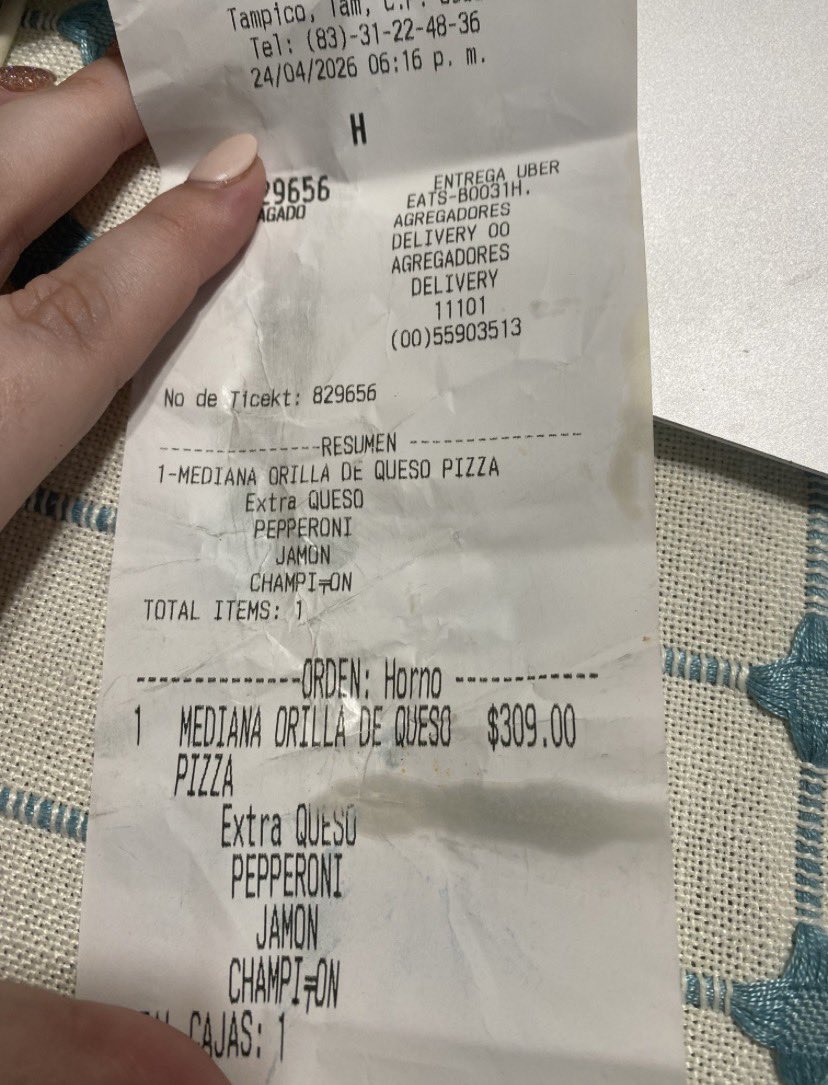 Tampico, Tam, C.P.
Tel: (83)-31-22-48-36
24/04/2026 06:16 p. m.
H
29656
AGADO
ENTREGA UBER
EATS-B0031H.
AGREGADORES
DELIVERY 00
AGREGADORES
DELIVERY
11101
(00)55903513
No de Ticekt: 829656
----------------RESUMEN -----------------
1-MEDIANA ORILLA DE QUESO PIZZA
Extra QUESO
PEPPERONI
JAMON
CHAMPI╤ON
TOTAL ITEMS: 1
--------------ORDEN: Horno ------------
1 MEDIANA ORILLA DE QUESO $309.00
PIZZA
Extra QUESO
PEPPERONI
JAMON
CHAMPI╤ON
CAJAS: 1